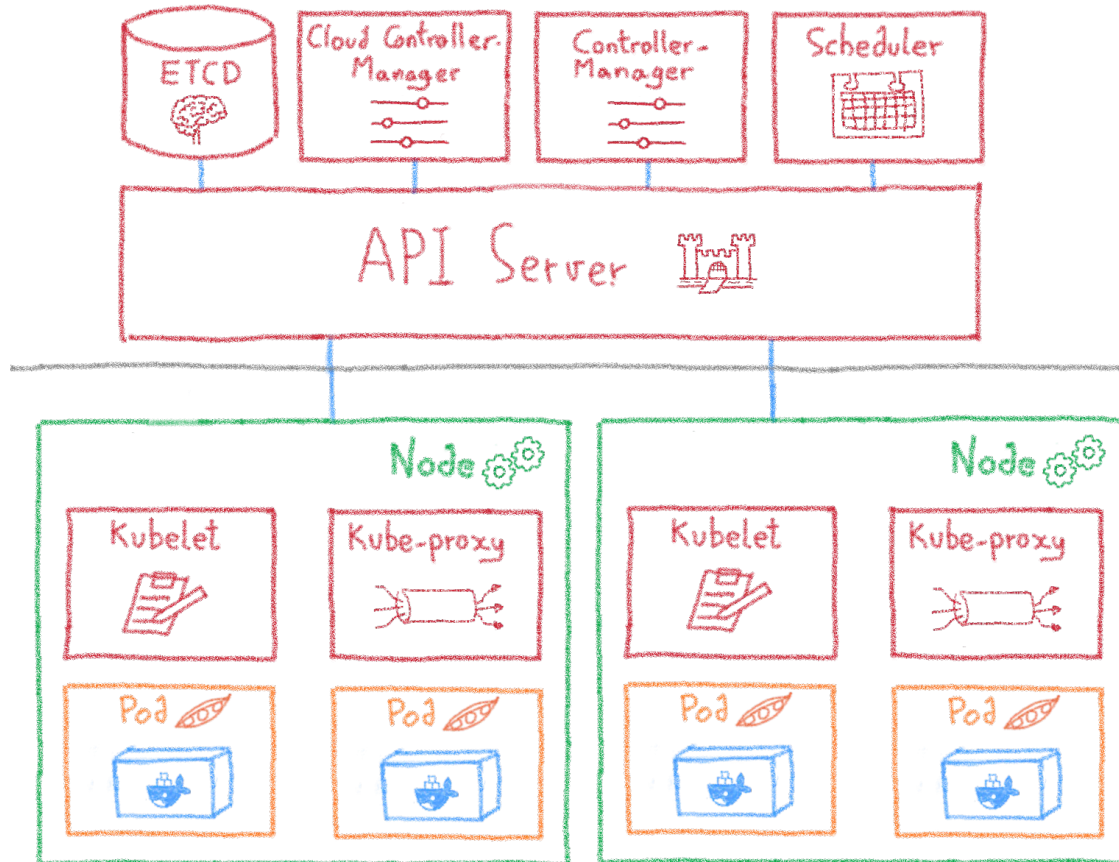 ETCD
Cloud Controller-
Manager
Controller-
Manager
Scheduler
API Server
Node
Kubelet
Kube-proxy
Pod
Pod
Node
Kubelet
Kube-proxy
Pod
Pod